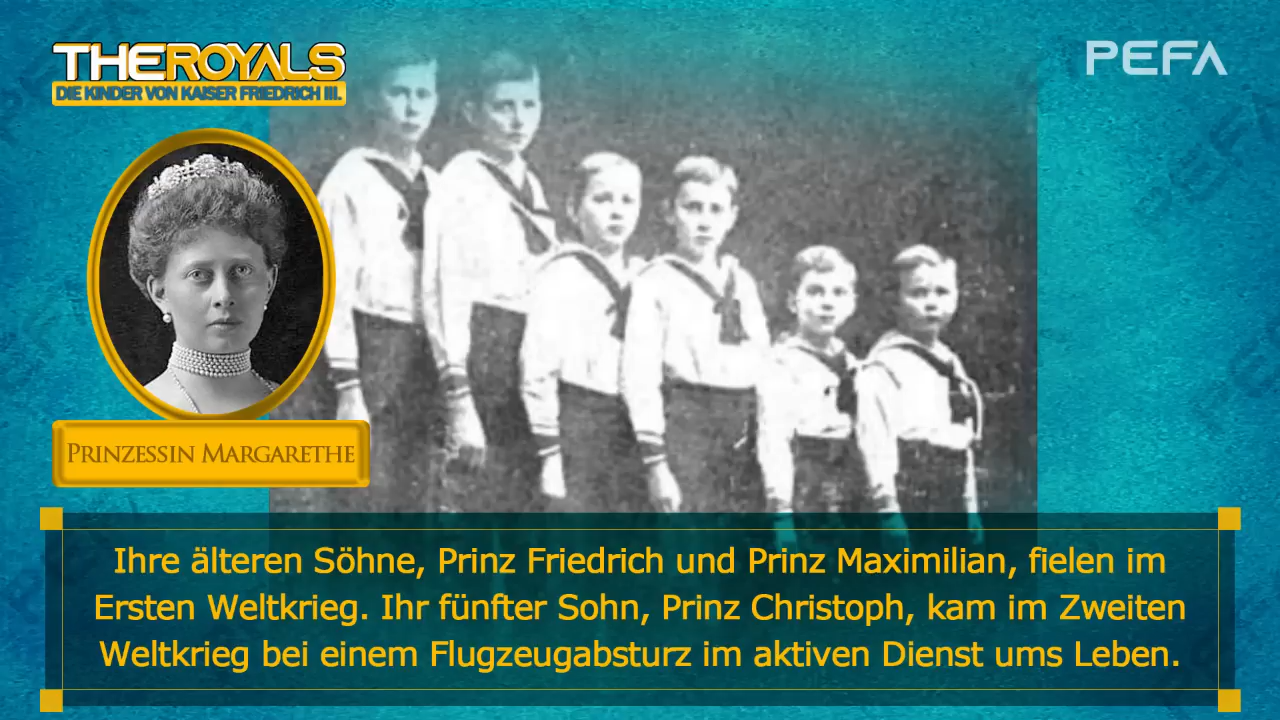 THEROYALS
DIE KINDER VON KAISER FRIEDRICH III.
PEFA
PRINZESSIN MARGARETHE
Ihre älteren Söhne, Prinz Friedrich und Prinz Maximilian, fielen im
Ersten Weltkrieg. Ihr fünfter Sohn, Prinz Christoph, kam im Zweiten
Weltkrieg bei einem Flugzeugabsturz im aktiven Dienst ums Leben.